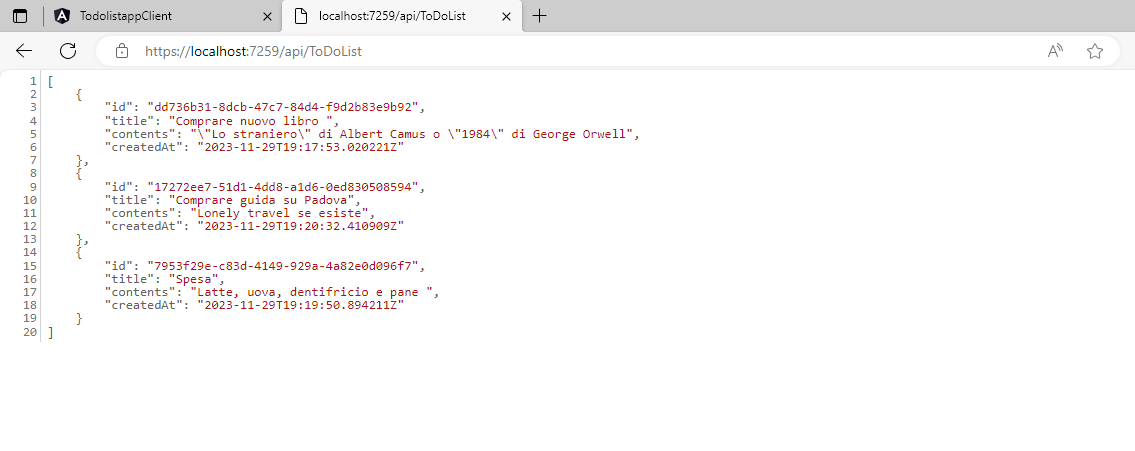 TodolistappClient
localhost:7259/api/ToDoList
https://localhost:7259/api/ToDoList
1 [
2 {
3 "id": "dd736b31-8dcb-47c7-84d4-f9d2b83e9b92",
4 "title": "Comprare nuovo libro ",
5 "contents": "\"Lo straniero\" di Albert Camus o \"1984\" di George Orwell",
6 "createdAt": "2023-11-29T19:17:53.020221Z"
7 },
8 {
9 "id": "17272ee7-51d1-4dd8-a1d6-0ed830508594",
10 "title": "Comprare guida su Padova",
11 "contents": "Lonely travel se esiste",
12 "createdAt": "2023-11-29T19:20:32.410909Z"
13 },
14 {
15 "id": "7953f29e-c83d-4149-929a-4a82e0d096f7",
16 "title": "Spesa",
17 "contents": "Latte, uova, dentifricio e pane ",
18 "createdAt": "2023-11-29T19:19:50.894211Z"
19 }
20 ]